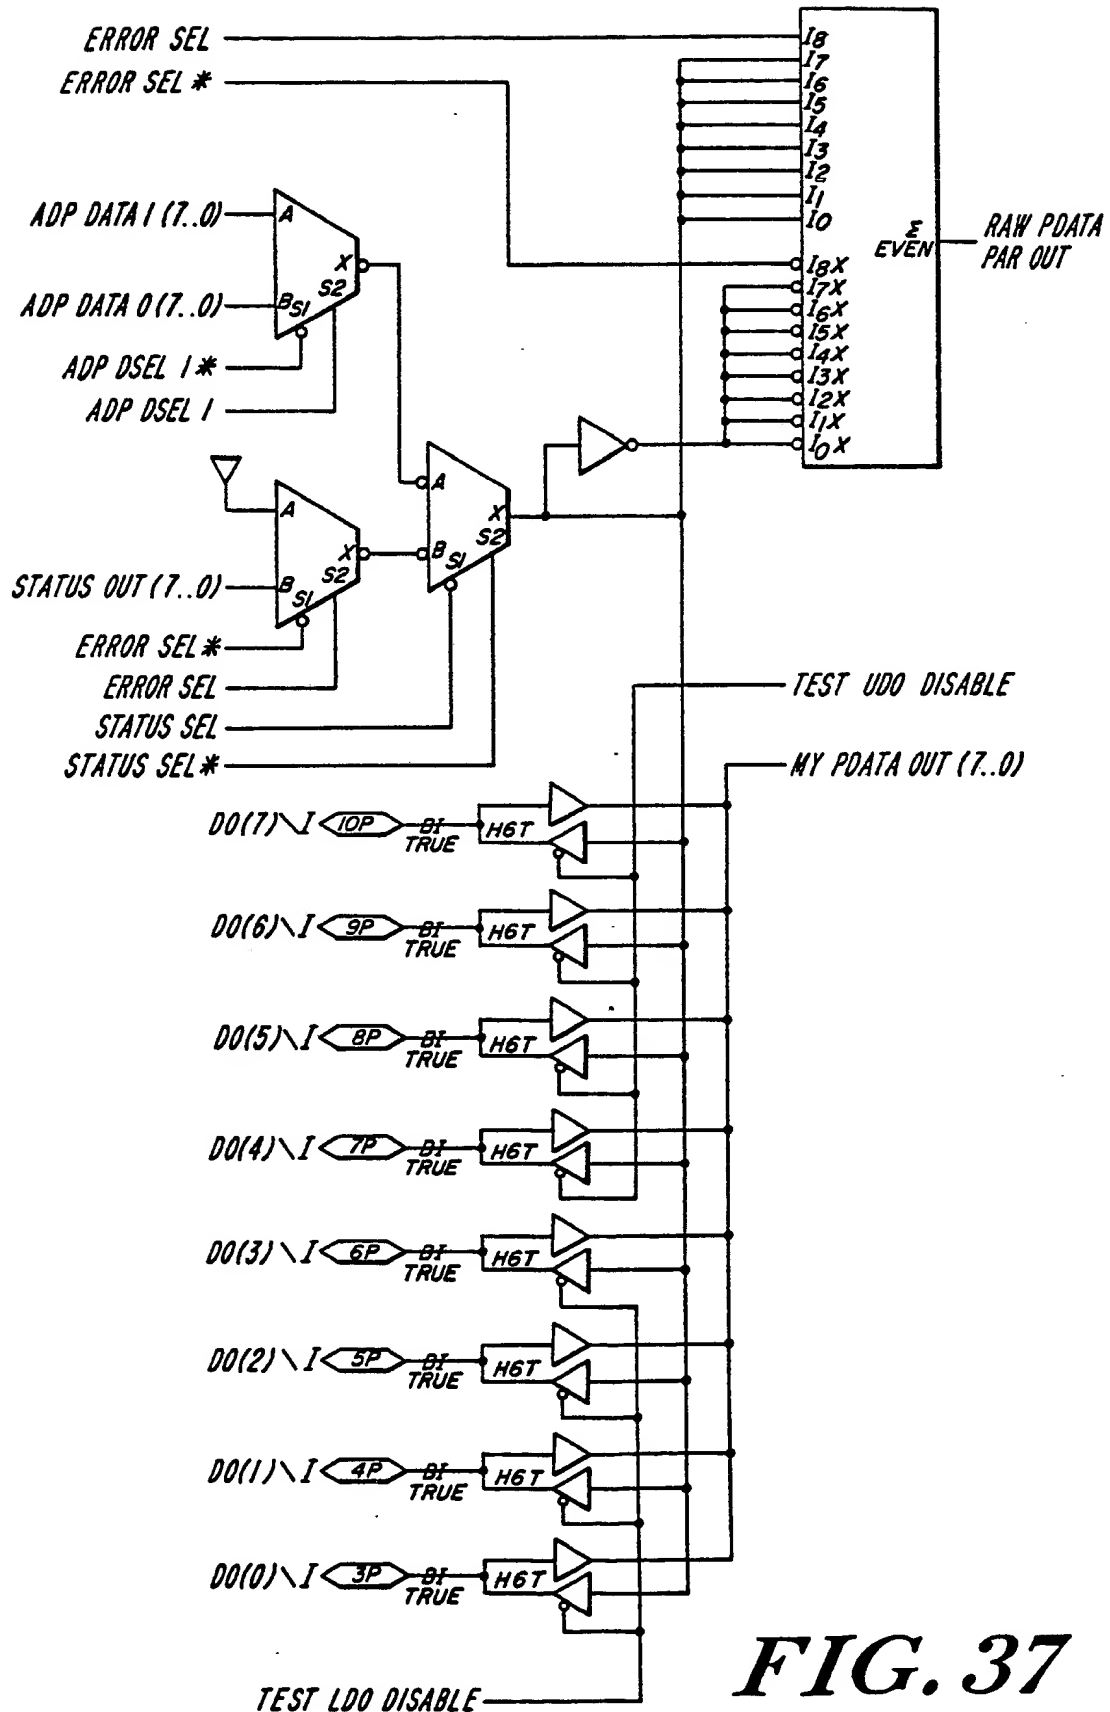 ERROR SEL
ERROR SEL *
I8
I7
I6
I5
I4
I3
I2
I1
I0
Σ
EVEN
RAW PDATA
PAR OUT
I8X
I7X
I6X
I5X
I4X
I3X
I2X
I1X
I0X
ADP DATA 1 (7..0)
A
X
S2
ADP DATA 0 (7..0)
B
S1
ADP DSEL 1 *
ADP DSEL 1
A
X
S2
STATUS OUT (7..0)
B
S1
A
X
S2
B
S1
ERROR SEL *
ERROR SEL
STATUS SEL
STATUS SEL *
TEST UDO DISABLE
MY PDATA OUT (7..0)
DO(7)\I 10P BI H6T
TRUE
DO(6)\I 9P BI H6T
TRUE
DO(5)\I 8P BI H6T
TRUE
DO(4)\I 7P BI H6T
TRUE
DO(3)\I 6P BI H6T
TRUE
DO(2)\I 5P BI H6T
TRUE
DO(1)\I 4P BI H6T
TRUE
DO(0)\I 3P BI H6T
TRUE
TEST LDO DISABLE
FIG. 37